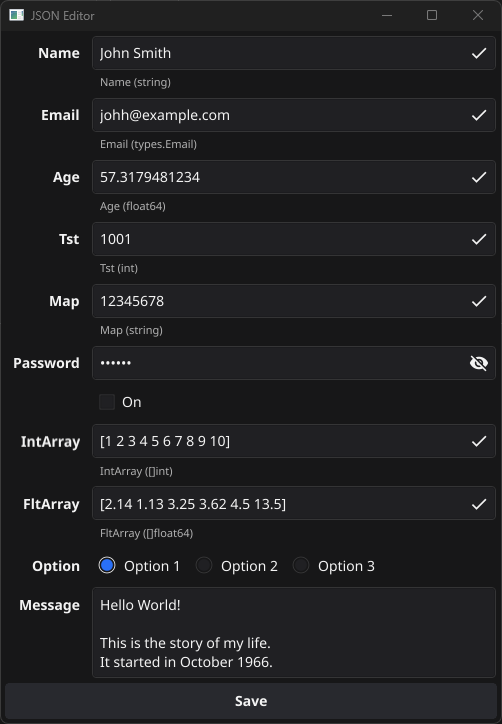 JSON Editor
Name John Smith
Name (string)
Email johh@example.com
Email (types.Email)
Age 57.3179481234
Age (float64)
Tst 1001
Tst (int)
Map 12345678
Map (string)
Password ••••••
On
IntArray [1 2 3 4 5 6 7 8 9 10]
IntArray ([]int)
FltArray [2.14 1.13 3.25 3.62 4.5 13.5]
FltArray ([]float64)
Option Option 1 Option 2 Option 3
Message Hello World!
This is the story of my life.
It started in October 1966.
Save